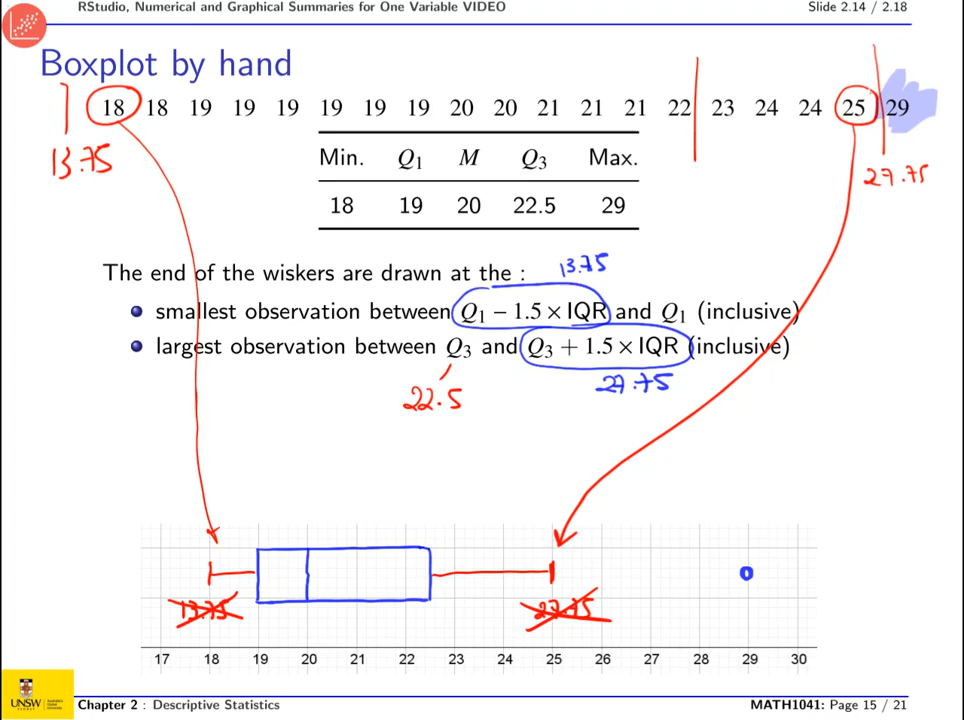 RStudio, Numerical and Graphical Summaries for One Variable VIDEO Slide 2.14 / 2.18
Boxplot by hand
18 18 19 19 19 19 19 19 20 20 21 21 21 22 23 24 24 25 29
13.75
27.75
Min. Q₁ M Q₃ Max.
18 19 20 22.5 29
The end of the wiskers are drawn at the :
13.75
smallest observation between Q₁ − 1.5 × IQR and Q₁ (inclusive)
largest observation between Q₃ and Q₃ + 1.5 × IQR (inclusive)
22.5
27.75
13.75 27.75
17 18 19 20 21 22 23 24 25 26 27 28 29 30
UNSW
Chapter 2 : Descriptive Statistics MATH1041: Page 15 / 21